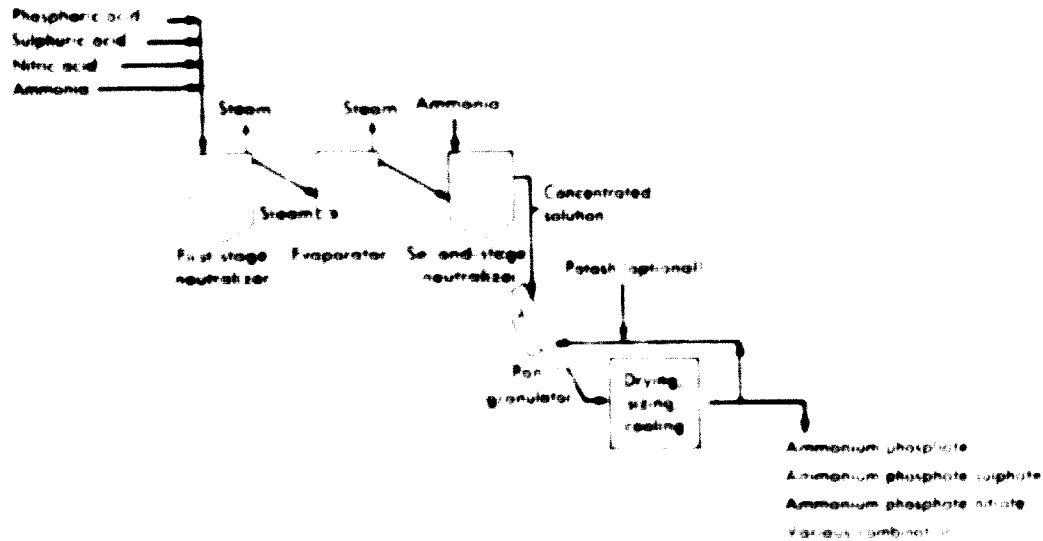 Phosphoric acid
Sulphuric acid
Nitric acid
Ammonia
Steam
Steam
Ammonia
Concentrated
solution
First stage
neutralizer
Evaporator
Second-stage
neutralizer
Potash (optional)
Pan
granulator
Drying,
sizing,
cooling
Ammonium phosphate
Ammonium phosphate sulphate
Ammonium phosphate nitrate
Various